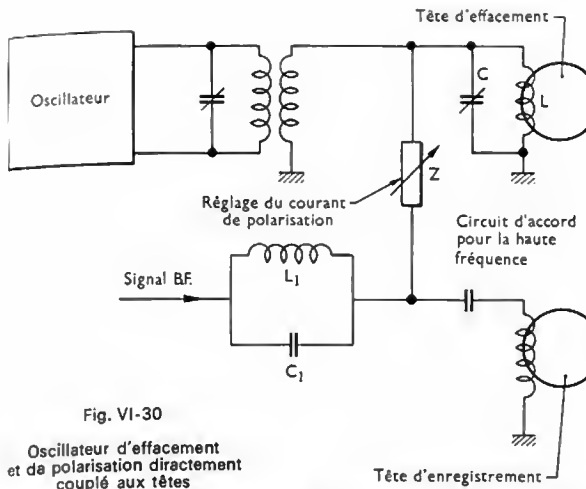 Tête d'effacement
Oscillateur
C
L
Z
Réglage du courant
de polarisation
Circuit d'accord
pour la haute
fréquence
Signal B.F.
L1
C1
Fig. VI-30
Oscillateur d'effacement
et da polarisation diractement
couplé aux têtes
Tête d'enregistrement